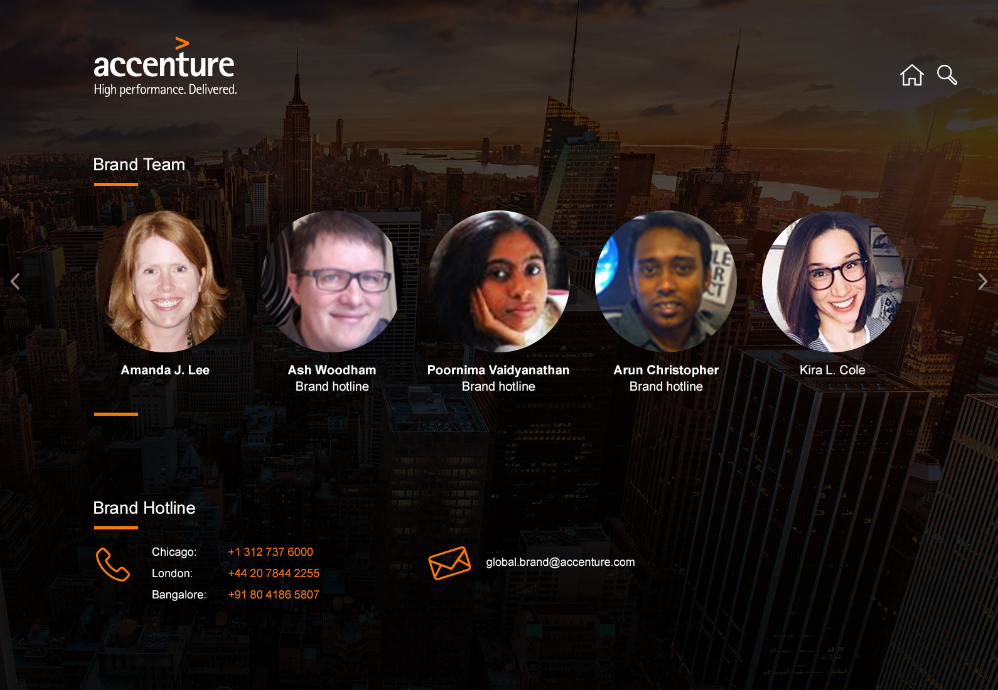 accenture
High performance. Delivered.
Brand Team
Amanda J. Lee
Ash Woodham
Brand hotline
Poornima Vaidyanathan
Brand hotline
Arun Christopher
Brand hotline
Kira L. Cole
Brand Hotline
Chicago: +1 312 737 6000
London: +44 20 7844 2255
Bangalore: +91 80 4186 5807
global.brand@accenture.com